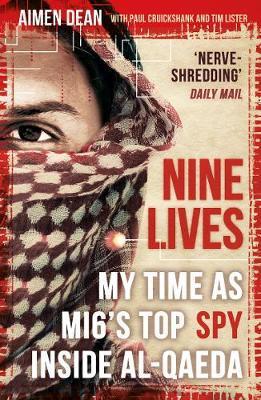 AIMEN DEAN WITH PAUL CRUICKSHANK AND TIM LISTER
'NERVE-
SHREDDING'
DAILY MAIL
NINE
LIVES
MY TIME AS
MI6'S TOP SPY
INSIDE AL-QAEDA